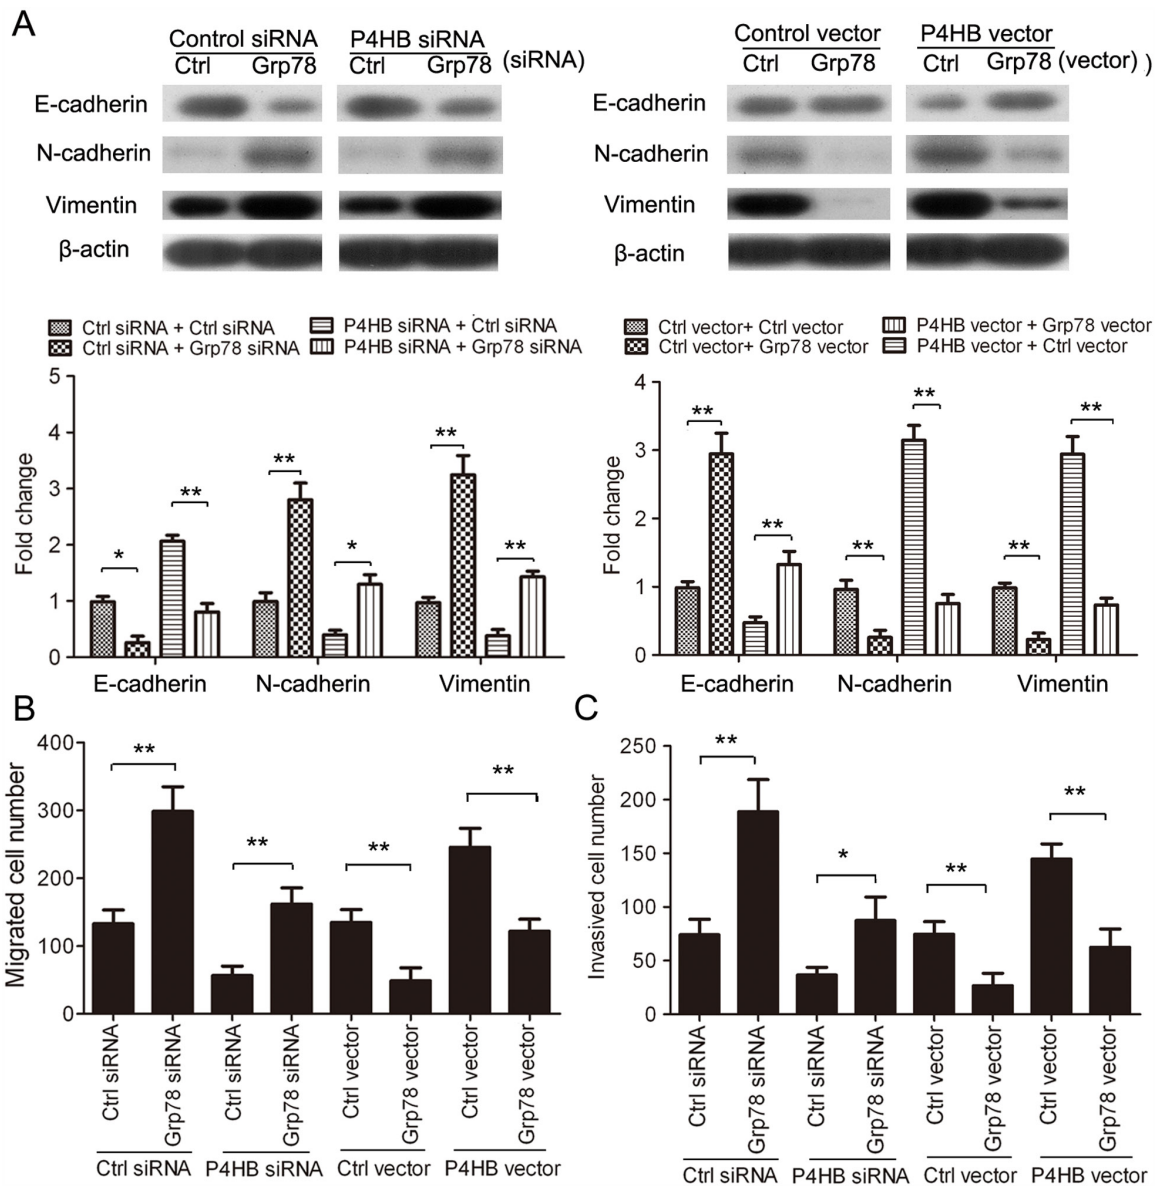 A
Control siRNA P4HB siRNA
Ctrl Grp78 Ctrl Grp78 (siRNA)
E-cadherin
N-cadherin
Vimentin
β-actin
Control vector P4HB vector
Ctrl Grp78 Ctrl Grp78 (vector) )
E-cadherin
N-cadherin
Vimentin
β-actin
Ctrl siRNA + Ctrl siRNA P4HB siRNA + Ctrl siRNA
Ctrl siRNA + Grp78 siRNA P4HB siRNA + Grp78 siRNA
Fold change
5
4
3
2
1
0
* ** ** * ** **
E-cadherin N-cadherin Vimentin
Ctrl vector+ Ctrl vector P4HB vector + Grp78 vector
Ctrl vector+ Grp78 vector P4HB vector + Ctrl vector
Fold change
4
3
2
1
0
** ** ** ** ** **
E-cadherin N-cadherin Vimentin
B
Migrated cell number
400
300
200
100
0
** ** ** **
Ctrl siRNA Grp78 siRNA Ctrl siRNA Grp78 siRNA Ctrl vector Grp78 vector Ctrl vector Grp78 vector
Ctrl siRNA P4HB siRNA Ctrl vector P4HB vector
C
Invasived cell number
250
200
150
100
50
0
** * ** **
Ctrl siRNA Grp78 siRNA Ctrl siRNA Grp78 siRNA Ctrl vector Grp78 vector Ctrl vector Grp78 vector
Ctrl siRNA P4HB siRNA Ctrl vector P4HB vector